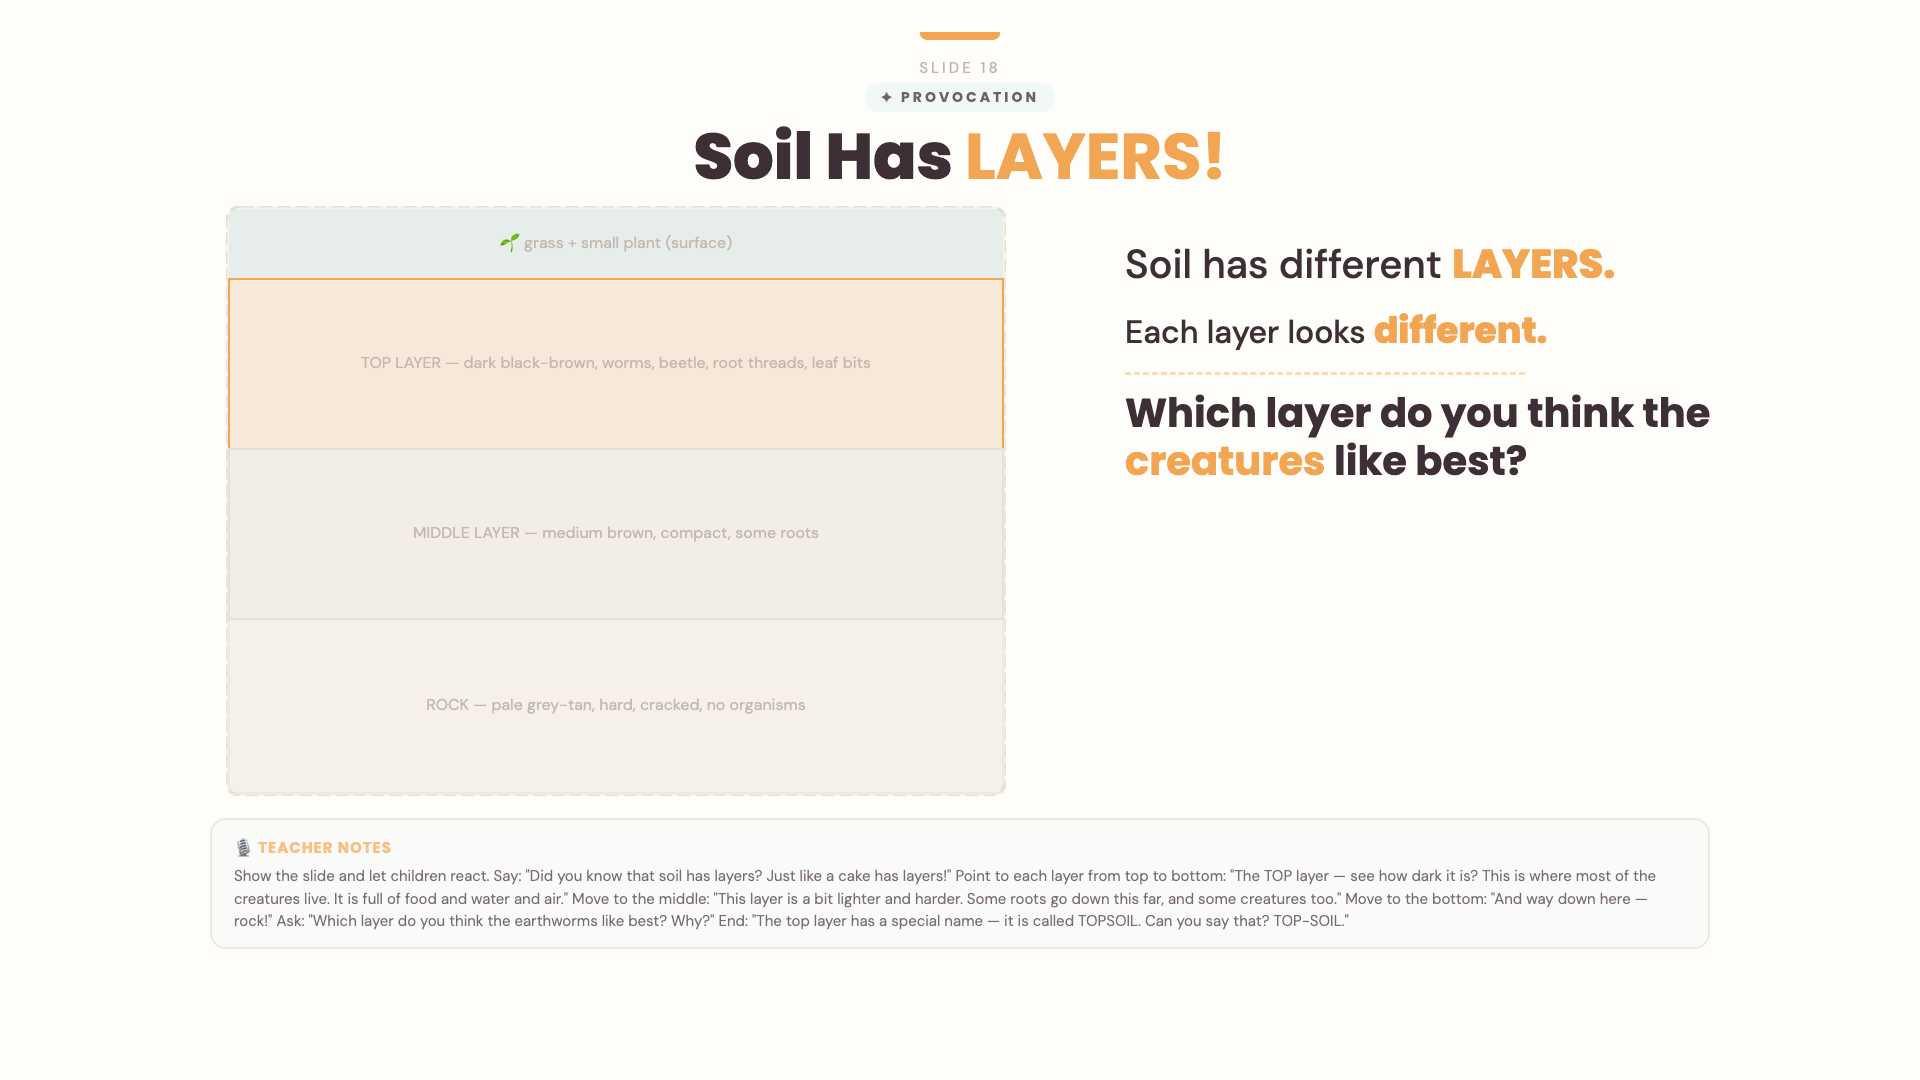 SLIDE 18
✦ PROVOCATION
Soil Has LAYERS!
🌱 grass + small plant (surface)
TOP LAYER — dark black-brown, worms, beetle, root threads, leaf bits
MIDDLE LAYER — medium brown, compact, some roots
ROCK — pale grey-tan, hard, cracked, no organisms
Soil has different LAYERS.
Each layer looks different.
Which layer do you think the
creatures like best?
🎙️ TEACHER NOTES
Show the slide and let children react. Say: "Did you know that soil has layers? Just like a cake has layers!" Point to each layer from top to bottom: "The TOP layer — see how dark it is? This is where most of the
creatures live. It is full of food and water and air." Move to the middle: "This layer is a bit lighter and harder. Some roots go down this far, and some creatures too." Move to the bottom: "And way down here —
rock!" Ask: "Which layer do you think the earthworms like best? Why?" End: "The top layer has a special name — it is called TOPSOIL. Can you say that? TOP-SOIL."